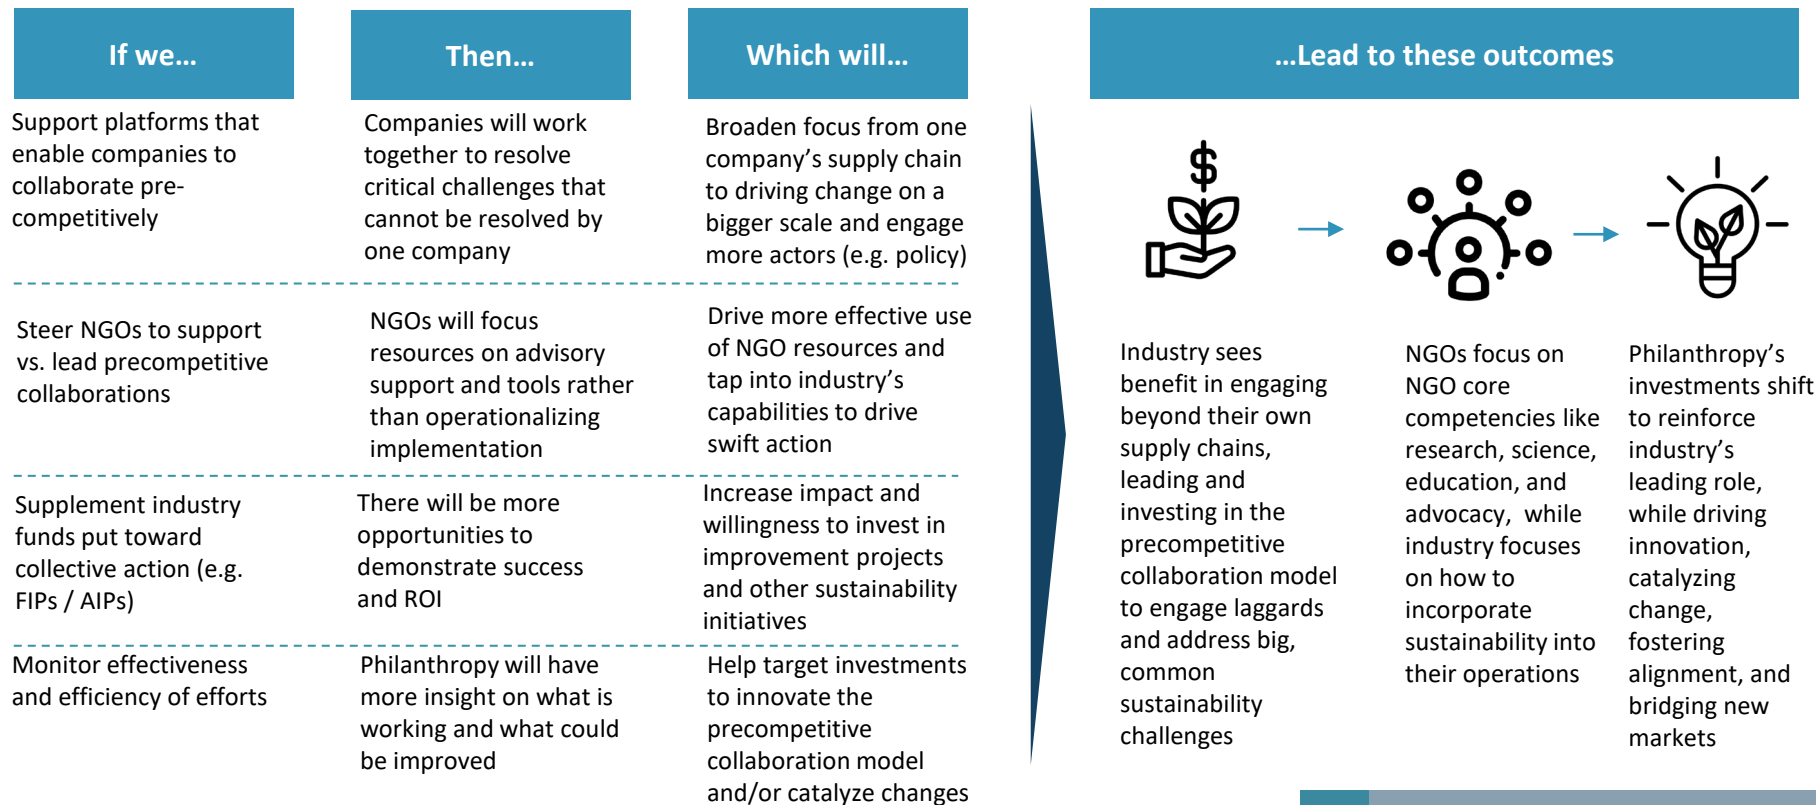 If we…
Then…
Which will…
…Lead to these outcomes
Support platforms that
enable companies to
collaborate pre-
competitively
Companies will work
together to resolve
critical challenges that
cannot be resolved by
one company
Broaden focus from one
company’s supply chain
to driving change on a
bigger scale and engage
more actors (e.g. policy)
Steer NGOs to support
vs. lead precompetitive
collaborations
NGOs will focus
resources on advisory
support and tools rather
than operationalizing
implementation
Drive more effective use
of NGO resources and
tap into industry’s
capabilities to drive
swift action
Supplement industry
funds put toward
collective action (e.g.
FIPs / AIPs)
There will be more
opportunities to
demonstrate success
and ROI
Increase impact and
willingness to invest in
improvement projects
and other sustainability
initiatives
Monitor effectiveness
and efficiency of efforts
Philanthropy will have
more insight on what is
working and what could
be improved
Help target investments
to innovate the
precompetitive
collaboration model
and/or catalyze changes
$
Industry sees
benefit in engaging
beyond their own
supply chains,
leading and
investing in the
precompetitive
collaboration model
to engage laggards
and address big,
common
sustainability
challenges
NGOs focus on
NGO core
competencies like
research, science,
education, and
advocacy,  while
industry focuses
on how to
incorporate
sustainability into
their operations
Philanthropy’s
investments shift
to reinforce
industry’s
leading role,
while driving
innovation,
catalyzing
change,
fostering
alignment, and
bridging new
markets